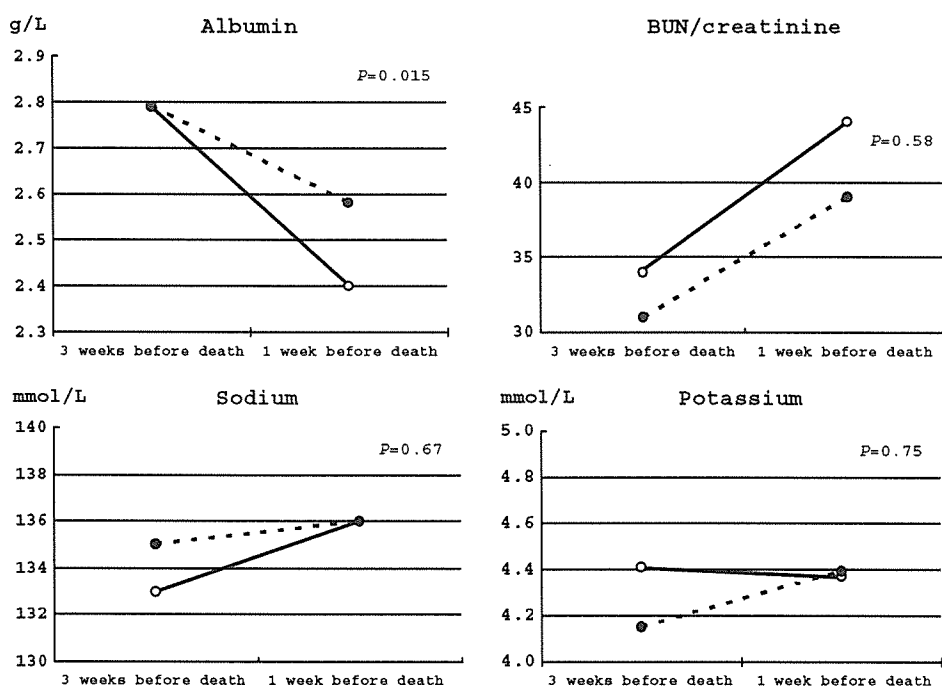 g/L
Albumin
2.9
P=0.015
2.8
2.7
2.6
2.5
2.4
2.3
3 weeks before death 1 week before death
BUN/creatinine
45
P=0.58
40
35
30
3 weeks before death 1 week before death
mmol/L
Sodium
140
P=0.67
138
136
134
132
130
3 weeks before death 1 week before death
mmol/L
Potassium
5.0
P=0.75
4.8
4.6
4.4
4.2
4.0
3 weeks before death 1 week before death